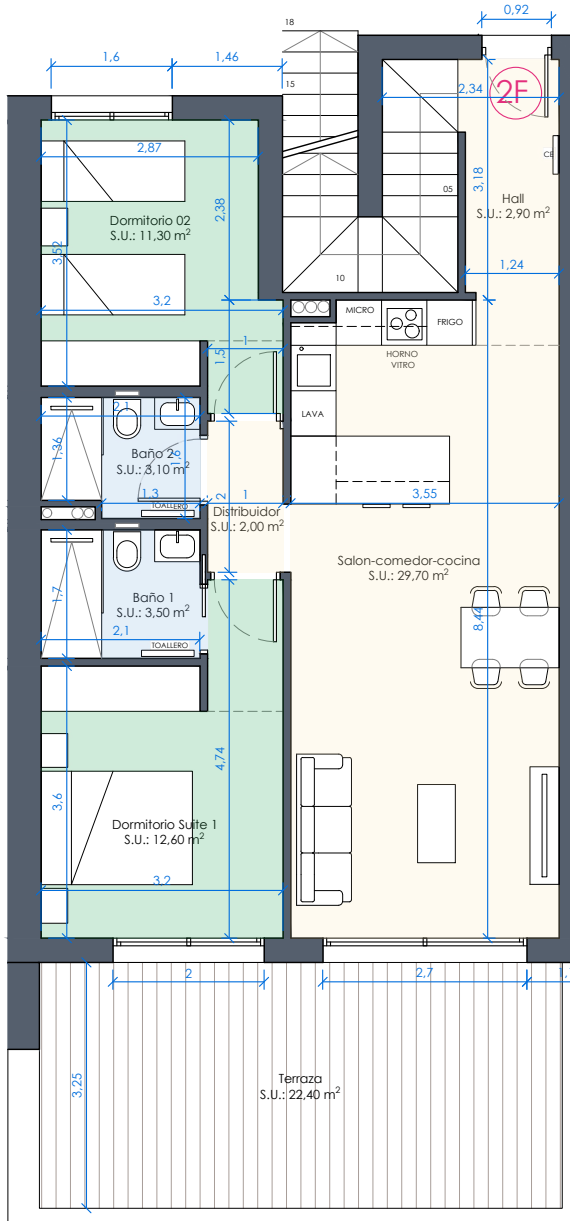 0,92
18
1,6
1,46
15
2,34
2F
2,87
CE
Dormitorio 02
S.U.: 11,30 m²
2,38
05
3,18
Hall
S.U.: 2,90 m²
3,52
3,2
10
1,24
MICRO
FRIGO
HORNO
VITRO
1
1,5
LAVA
2,1
1,36
Baño 2
S.U.: 3,10 m²
1,6
1,3
TOALLERO
2
1
3,55
Distribuidor
S.U.: 2,00 m²
Salon-comedor-cocina
S.U.: 29,70 m²
1,7
Baño 1
S.U.: 3,50 m²
2,1
TOALLERO
8,44
4,74
3,6
Dormitorio Suite 1
S.U.: 12,60 m²
3,2
2
2,7
3,25
Terraza
S.U.: 22,40 m²